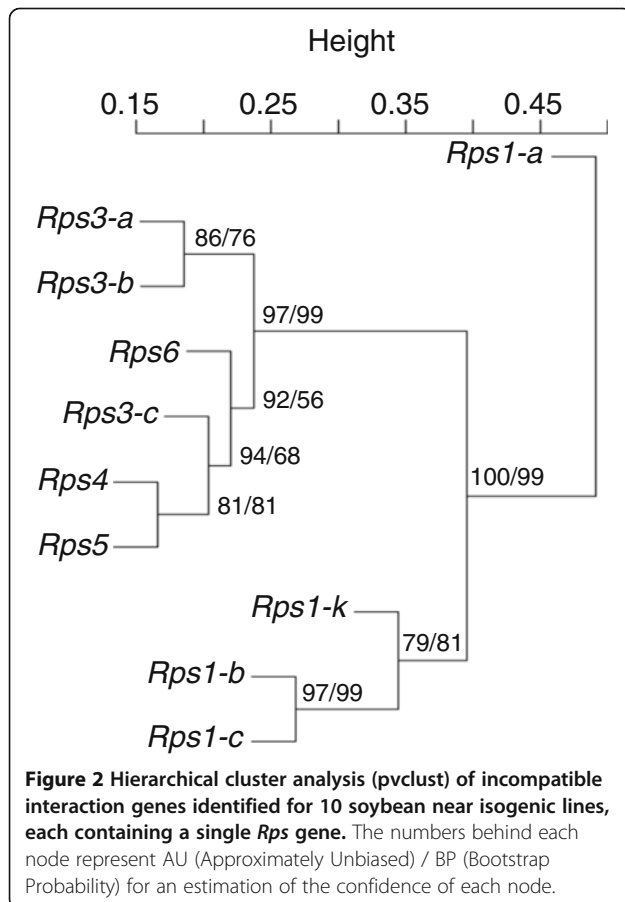 Height
0.15 0.25 0.35 0.45
Rps1-a
Rps3-a
86/76
Rps3-b
97/99
Rps6
92/56
Rps3-c
94/68
Rps4
100/99
81/81
Rps5
Rps1-k
79/81
Rps1-b
97/99
Rps1-c
Figure 2 Hierarchical cluster analysis (pvclust) of incompatible
interaction genes identified for 10 soybean near isogenic lines,
each containing a single Rps gene. The numbers behind each
node represent AU (Approximately Unbiased) / BP (Bootstrap
Probability) for an estimation of the confidence of each node.